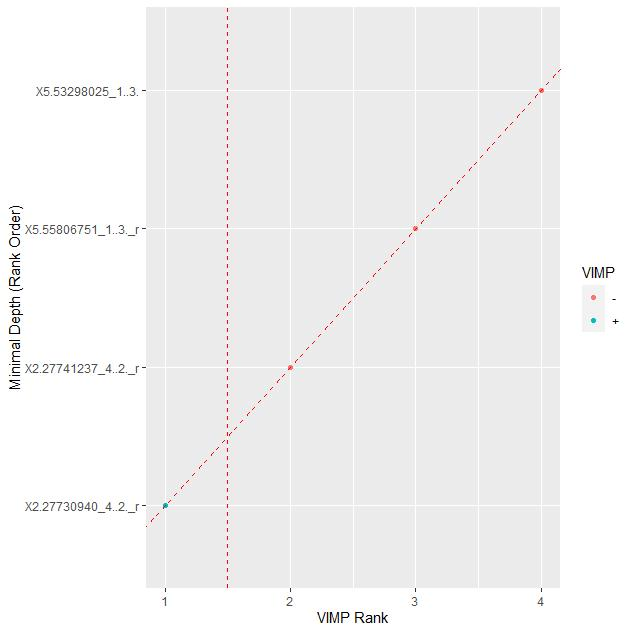 X5.53298025_1..3.
X5.55806751_1..3._r
X2.27741237_4..2._r
X2.27730940_4..2._r
Minimal Depth (Rank Order)
1 2 3 4
VIMP Rank
VIMP
-
+